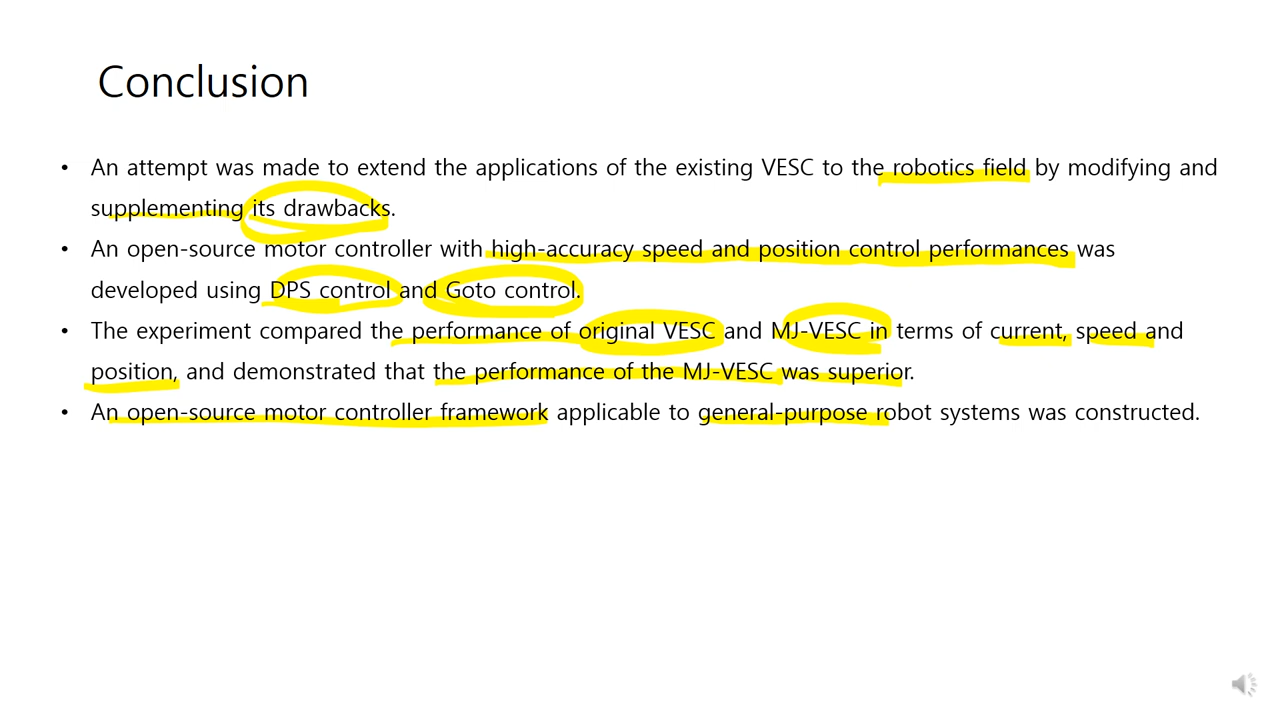 Conclusion
• An attempt was made to extend the applications of the existing VESC to the robotics field by modifying and
supplementing its drawbacks.
• An open-source motor controller with high-accuracy speed and position control performances was
developed using DPS control and Goto control.
• The experiment compared the performance of original VESC and MJ-VESC in terms of current, speed and
position, and demonstrated that the performance of the MJ-VESC was superior.
• An open-source motor controller framework applicable to general-purpose robot systems was constructed.